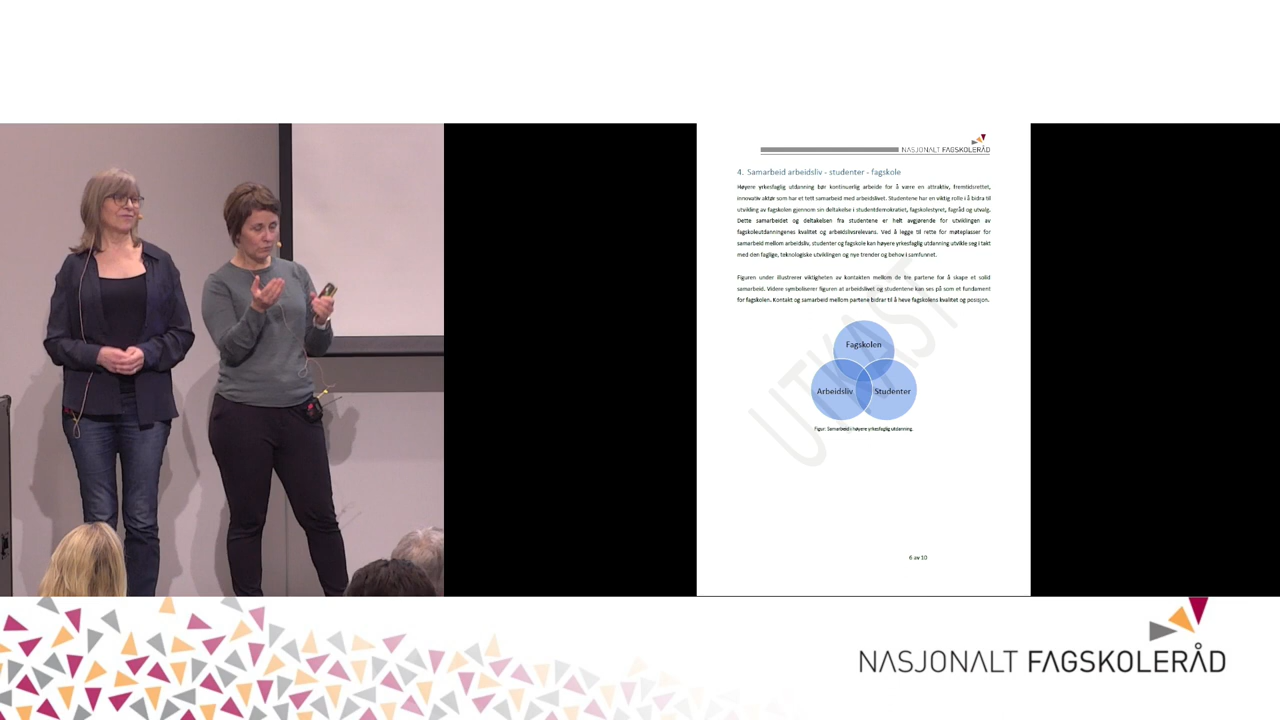 NASJONALT FAGSKOLERÅD
4. Samarbeid arbeidsliv - studenter - fagskole
Høyere yrkesfaglig utdanning bør kontinuerlig arbeide for å være en attraktiv, fremtidsrettet,
innovativ aktør som har et tett samarbeid med arbeidslivet. Studentene har en viktig rolle i å bidra til
utvikling av fagskolen gjennom sin deltakelse i studentdemokratiet, fagskolestyret, fagråd og utvalg.
Dette samarbeidet og deltakelsen fra studentene er helt avgjørende for utviklingen av
fagskoleutdanningenes kvalitet og arbeidslivsrelevans. Ved å legge til rette for møteplasser for
samarbeid mellom arbeidsliv, studenter og fagskole kan høyere yrkesfaglig utdanning utvikle seg i takt
med den faglige, teknologiske utviklingen og nye trender og behov i samfunnet.
Figuren under illustrerer viktigheten av kontakten mellom de tre partene for å skape et solid
samarbeid. Videre symboliserer figuren at arbeidslivet og studentene kan ses på som et fundament
for fagskolen. Kontakt og samarbeid mellom partene bidrar til å heve fagskolens kvalitet og posisjon.
UTKAST
Fagskolen
Arbeidsliv
Studenter
Figur: Samarbeid i høyere yrkesfaglig utdanning.
6 av 10
NASJONALT FAGSKOLERÅD